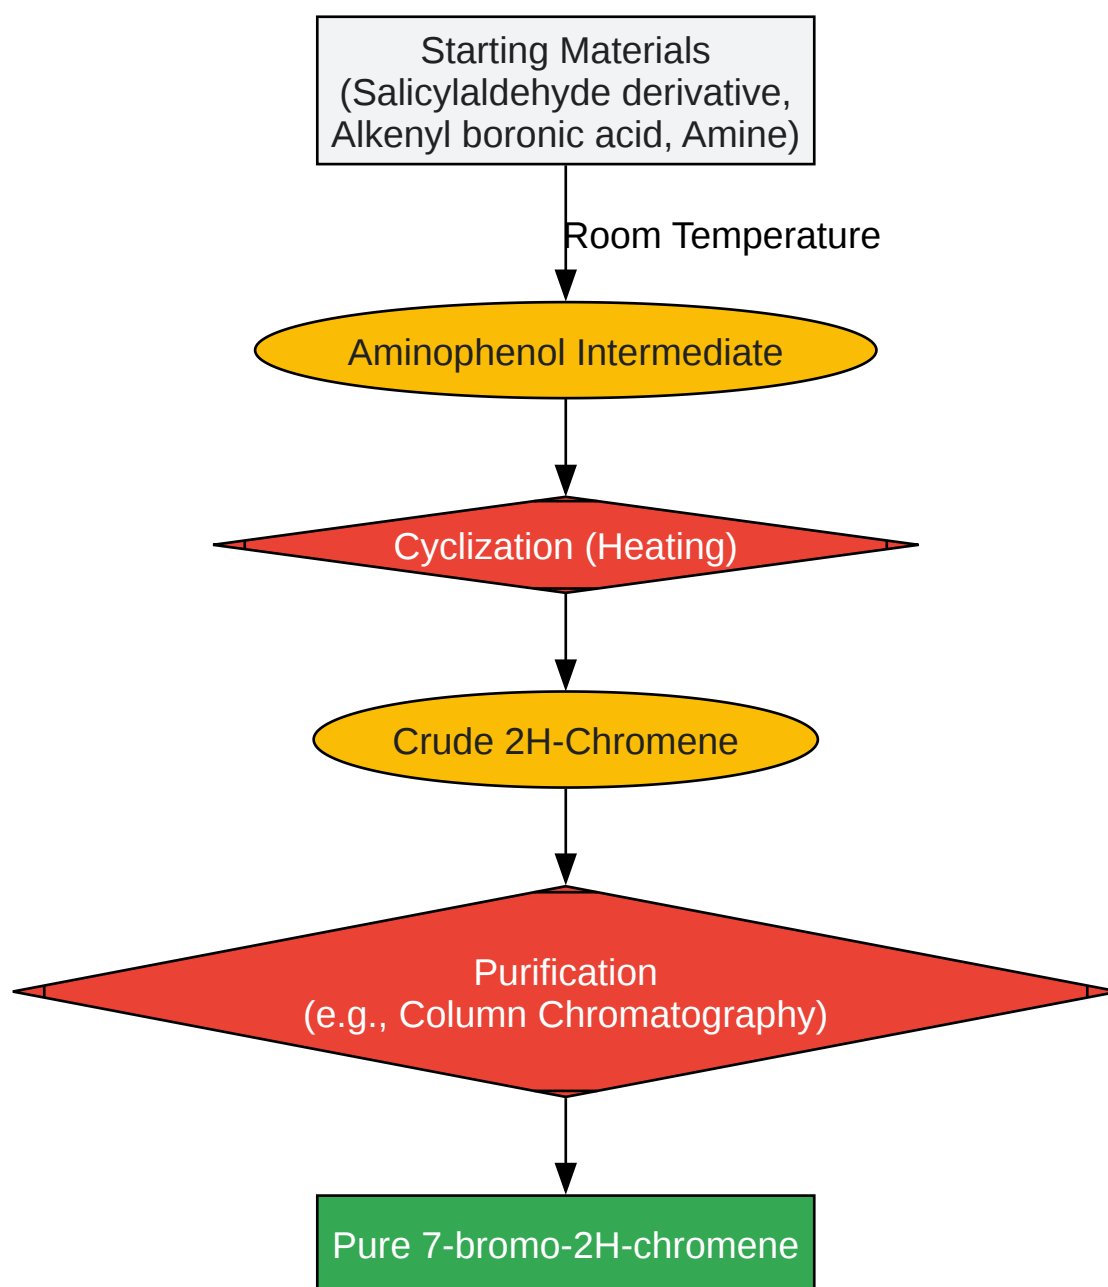 Starting Materials
(Salicylaldehyde derivative,
Alkenyl boronic acid, Amine)
Room Temperature
Aminophenol Intermediate
Cyclization (Heating)
Crude 2H-Chromene
Purification
(e.g., Column Chromatography)
Pure 7-bromo-2H-chromene